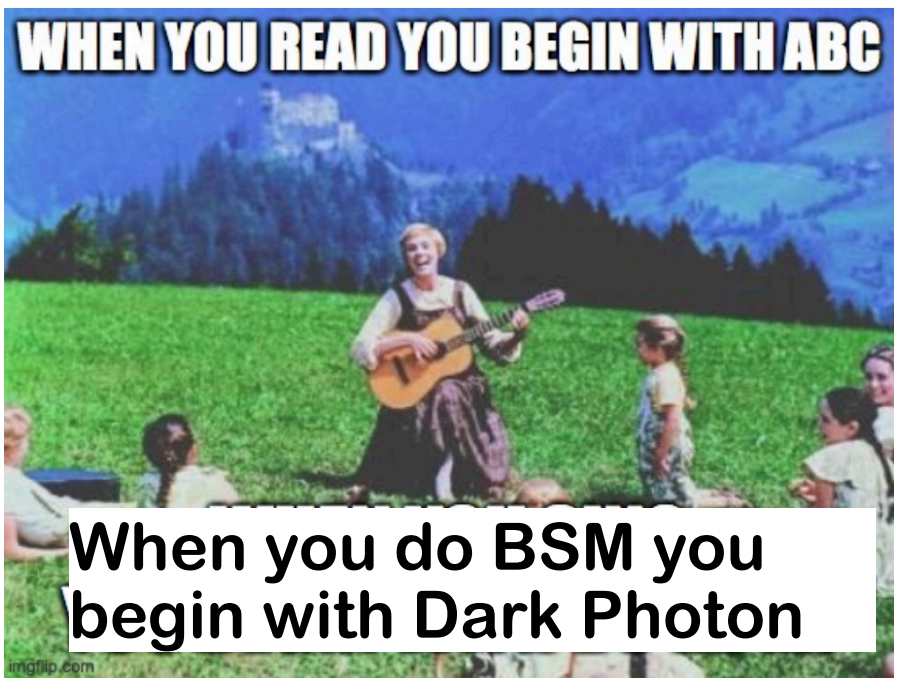 WHEN YOU READ YOU BEGIN WITH ABC
When you do BSM you
begin with Dark Photon
imgflip.com